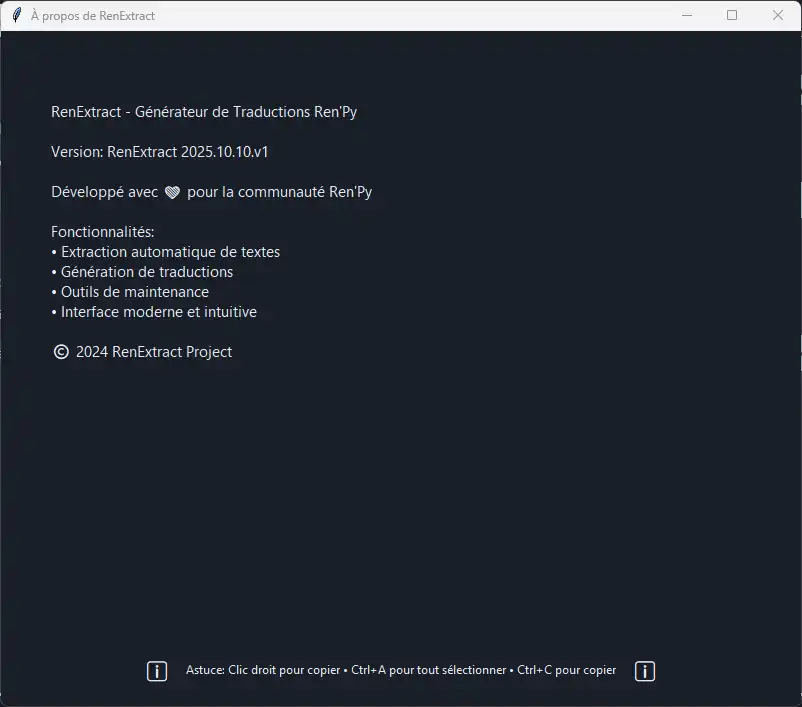 À propos de RenExtract
RenExtract - Générateur de Traductions Ren'Py
Version: RenExtract 2025.10.10.v1
Développé avec 💖 pour la communauté Ren'Py
Fonctionnalités:
• Extraction automatique de textes
• Génération de traductions
• Outils de maintenance
• Interface moderne et intuitive
© 2024 RenExtract Project
Astuce: Clic droit pour copier • Ctrl+A pour tout sélectionner • Ctrl+C pour copier